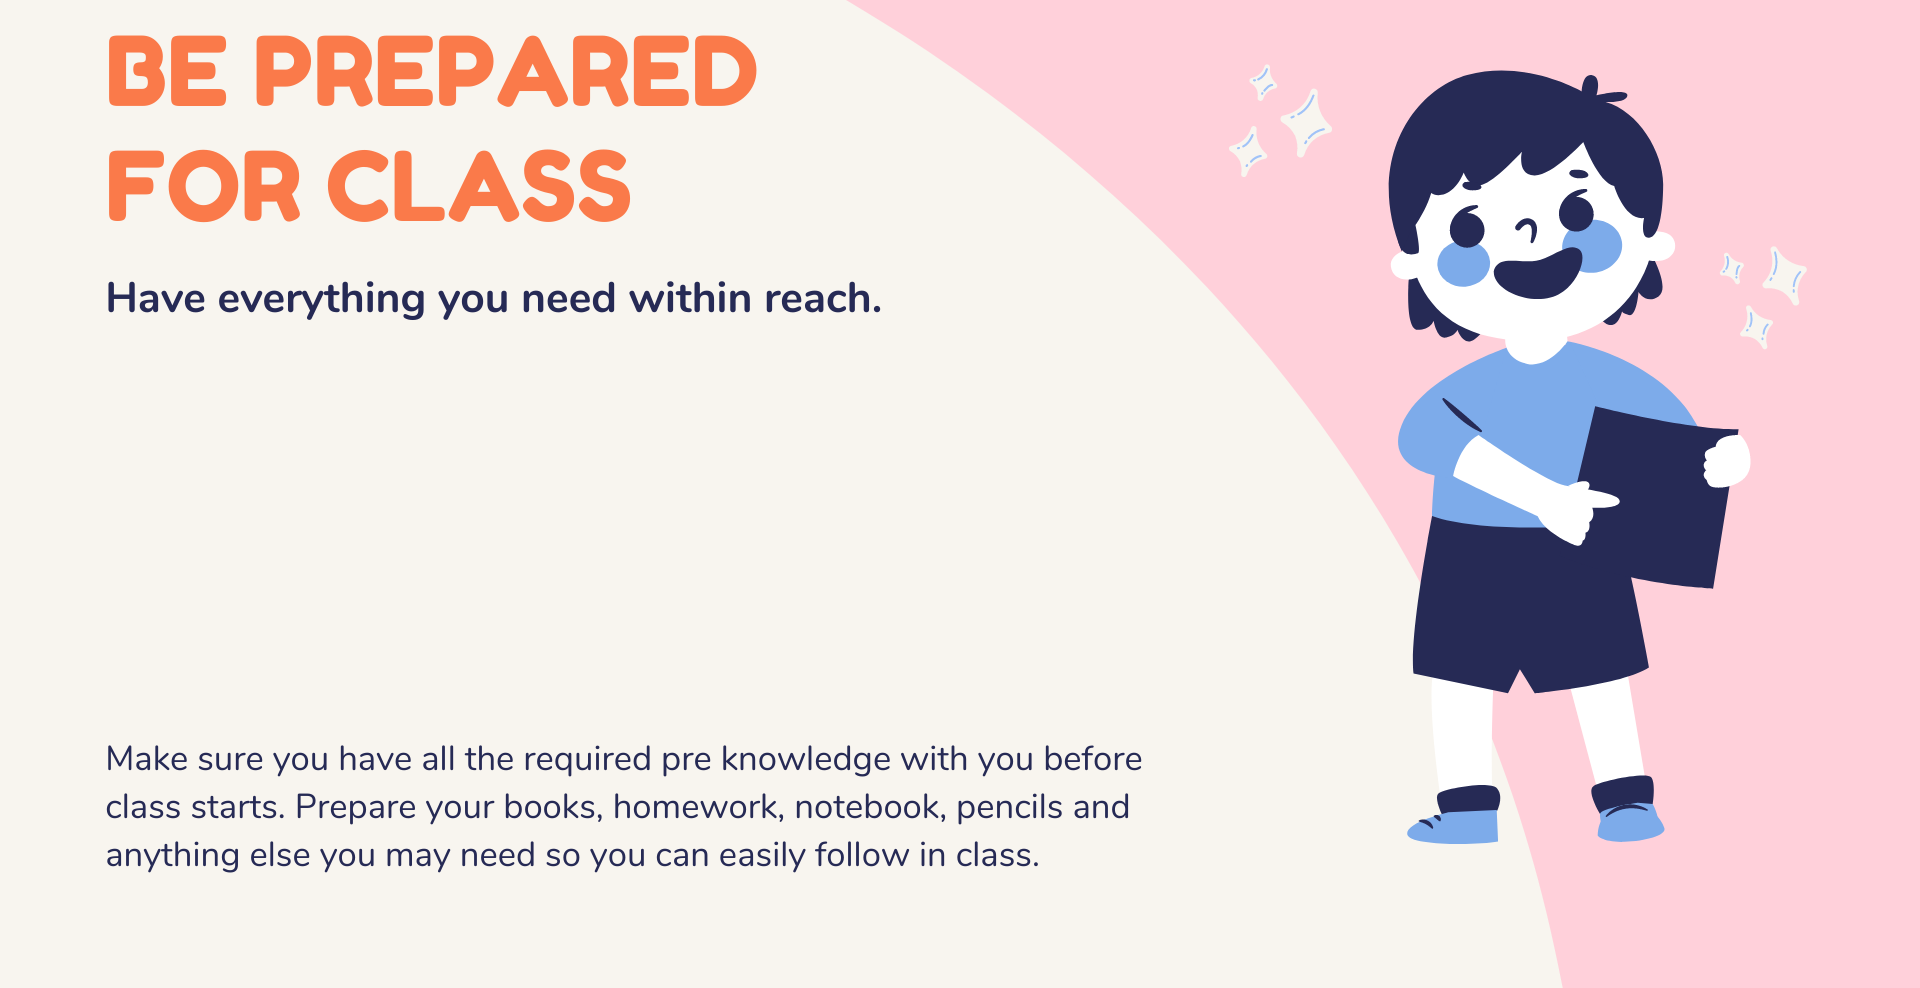 BE PREPARED
FOR CLASS
Have everything you need within reach.
Make sure you have all the required pre knowledge with you before
class starts. Prepare your books, homework, notebook, pencils and
anything else you may need so you can easily follow in class.